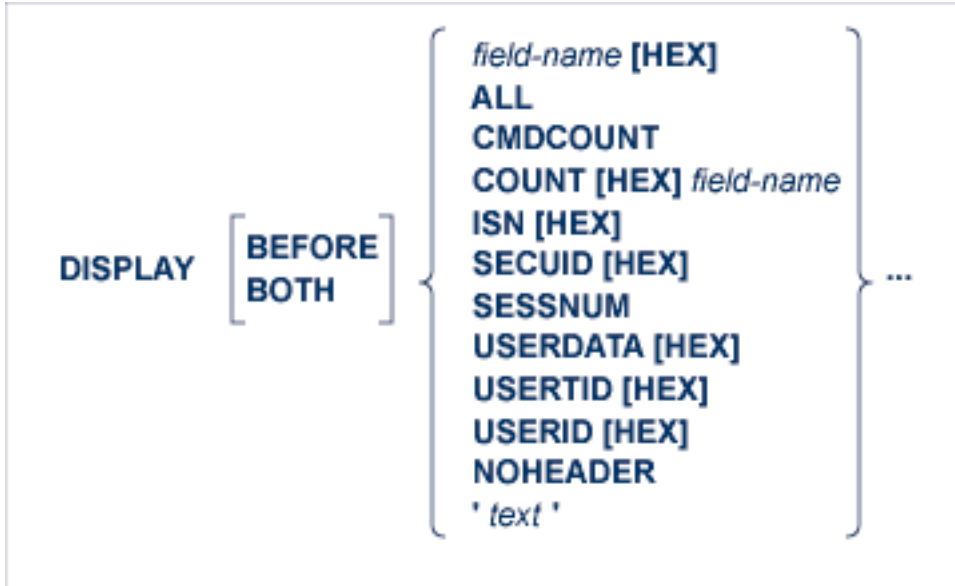 field-name [HEX]
ALL
CMDCOUNT
COUNT [HEX] field-name
ISN [HEX]
SECUID [HEX]
DISPLAY [BEFORE BOTH] ...
SESSNUM
USERDATA [HEX]
USERTID [HEX]
USERID [HEX]
NOHEADER
' text '